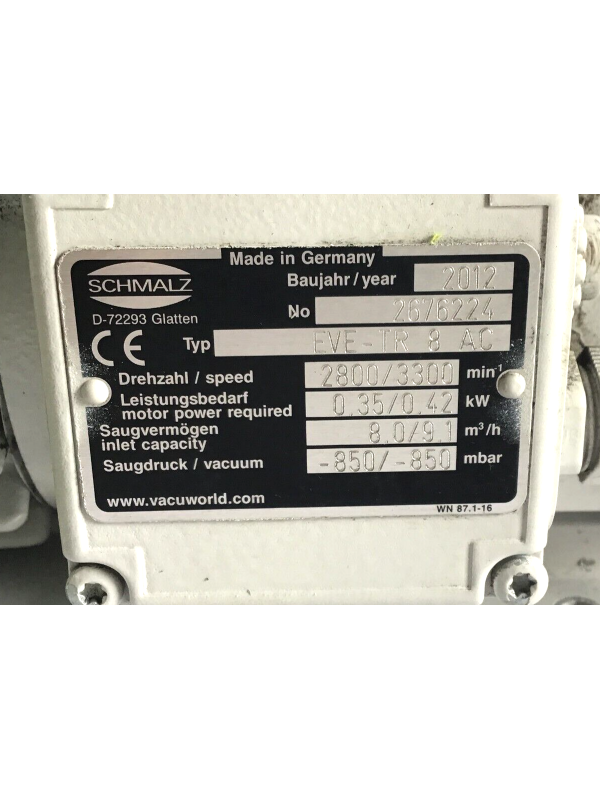 Made in Germany
SCHMALZ
Baujahr/year 2012
D-72293 Glatten
No 2676224
CE Typ EVE-TR 8 AC
Drehzahl / speed 2800/3300 min-1
Leistungsbedarf
motor power required 0.35/0.42 kW
Saugvermögen
inlet capacity 8.0/9.1 m³/h
Saugdruck / vacuum -850/-850 mbar
www.vacuworld.com
WN 87.1-16